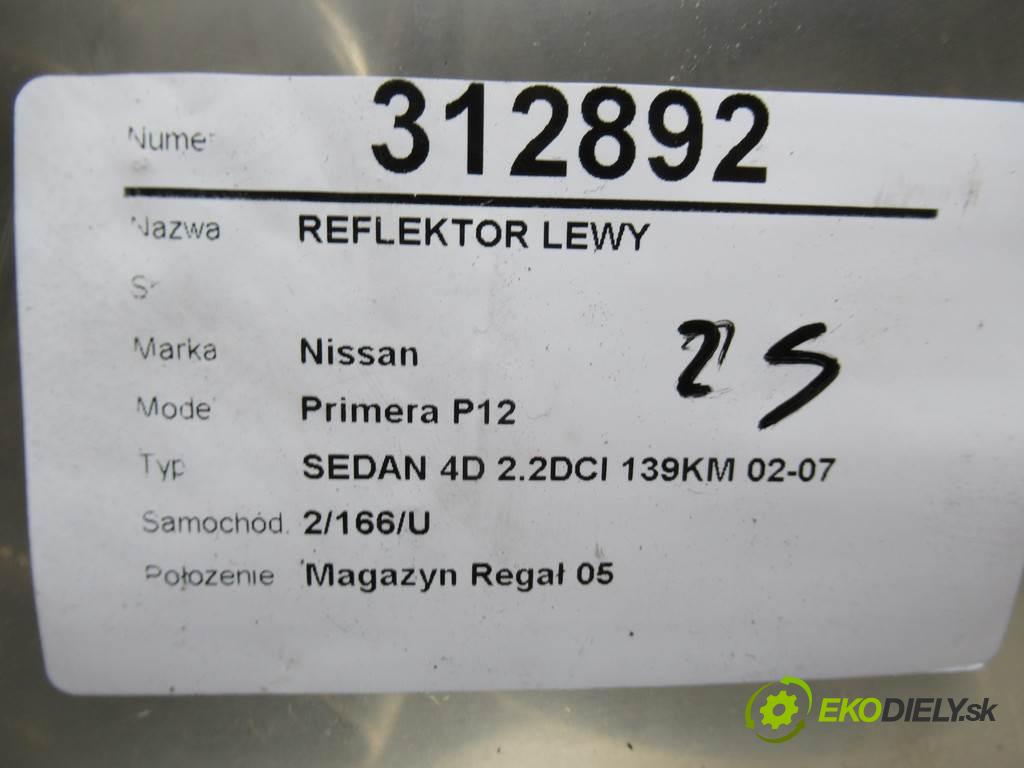 Numer 312892
Nazwa REFLEKTOR LEWY
Marka Nissan
Model Primera P12
Typ SEDAN 4D 2.2DCI 139KM 02-07
Samochód. 2/166/U
Położenie Magazyn Regał 05
EKODIELY.sk